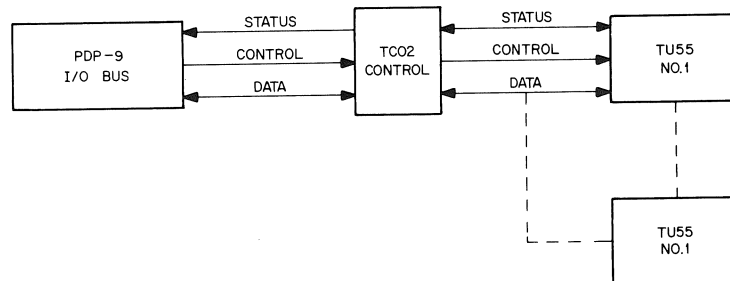 STATUS
STATUS
PDP-9
I/O BUS
CONTROL
TC02
CONTROL
CONTROL
TU55
NO.1
DATA
DATA
TU55
NO.1